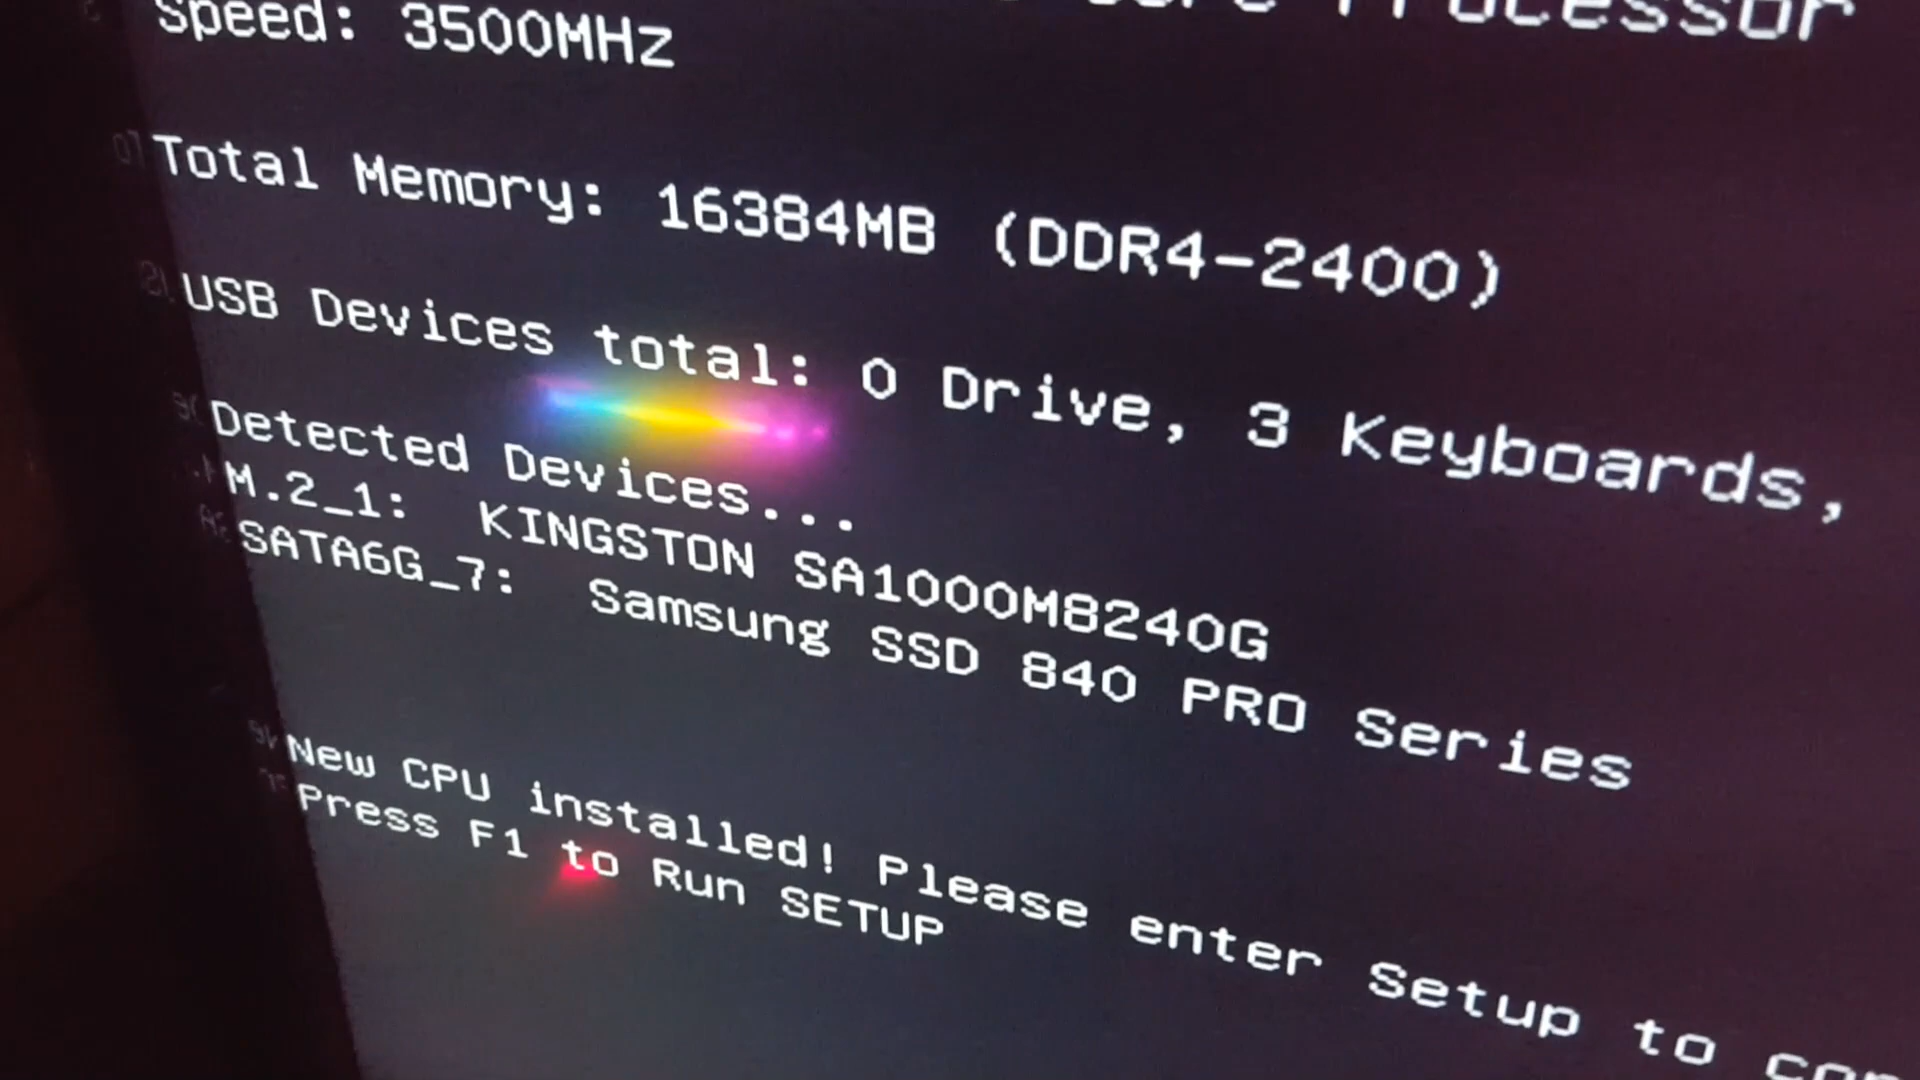 Processor
Speed: 3500MHz
Total Memory: 16384MB (DDR4-2400)
USB Devices total: 0 Drive, 3 Keyboards,
Detected Devices...
M.2_1: KINGSTON SA1000M8240G
SATA6G_7: Samsung SSD 840 PRO Series
New CPU installed! Please enter Setup to
Press F1 to Run SETUP